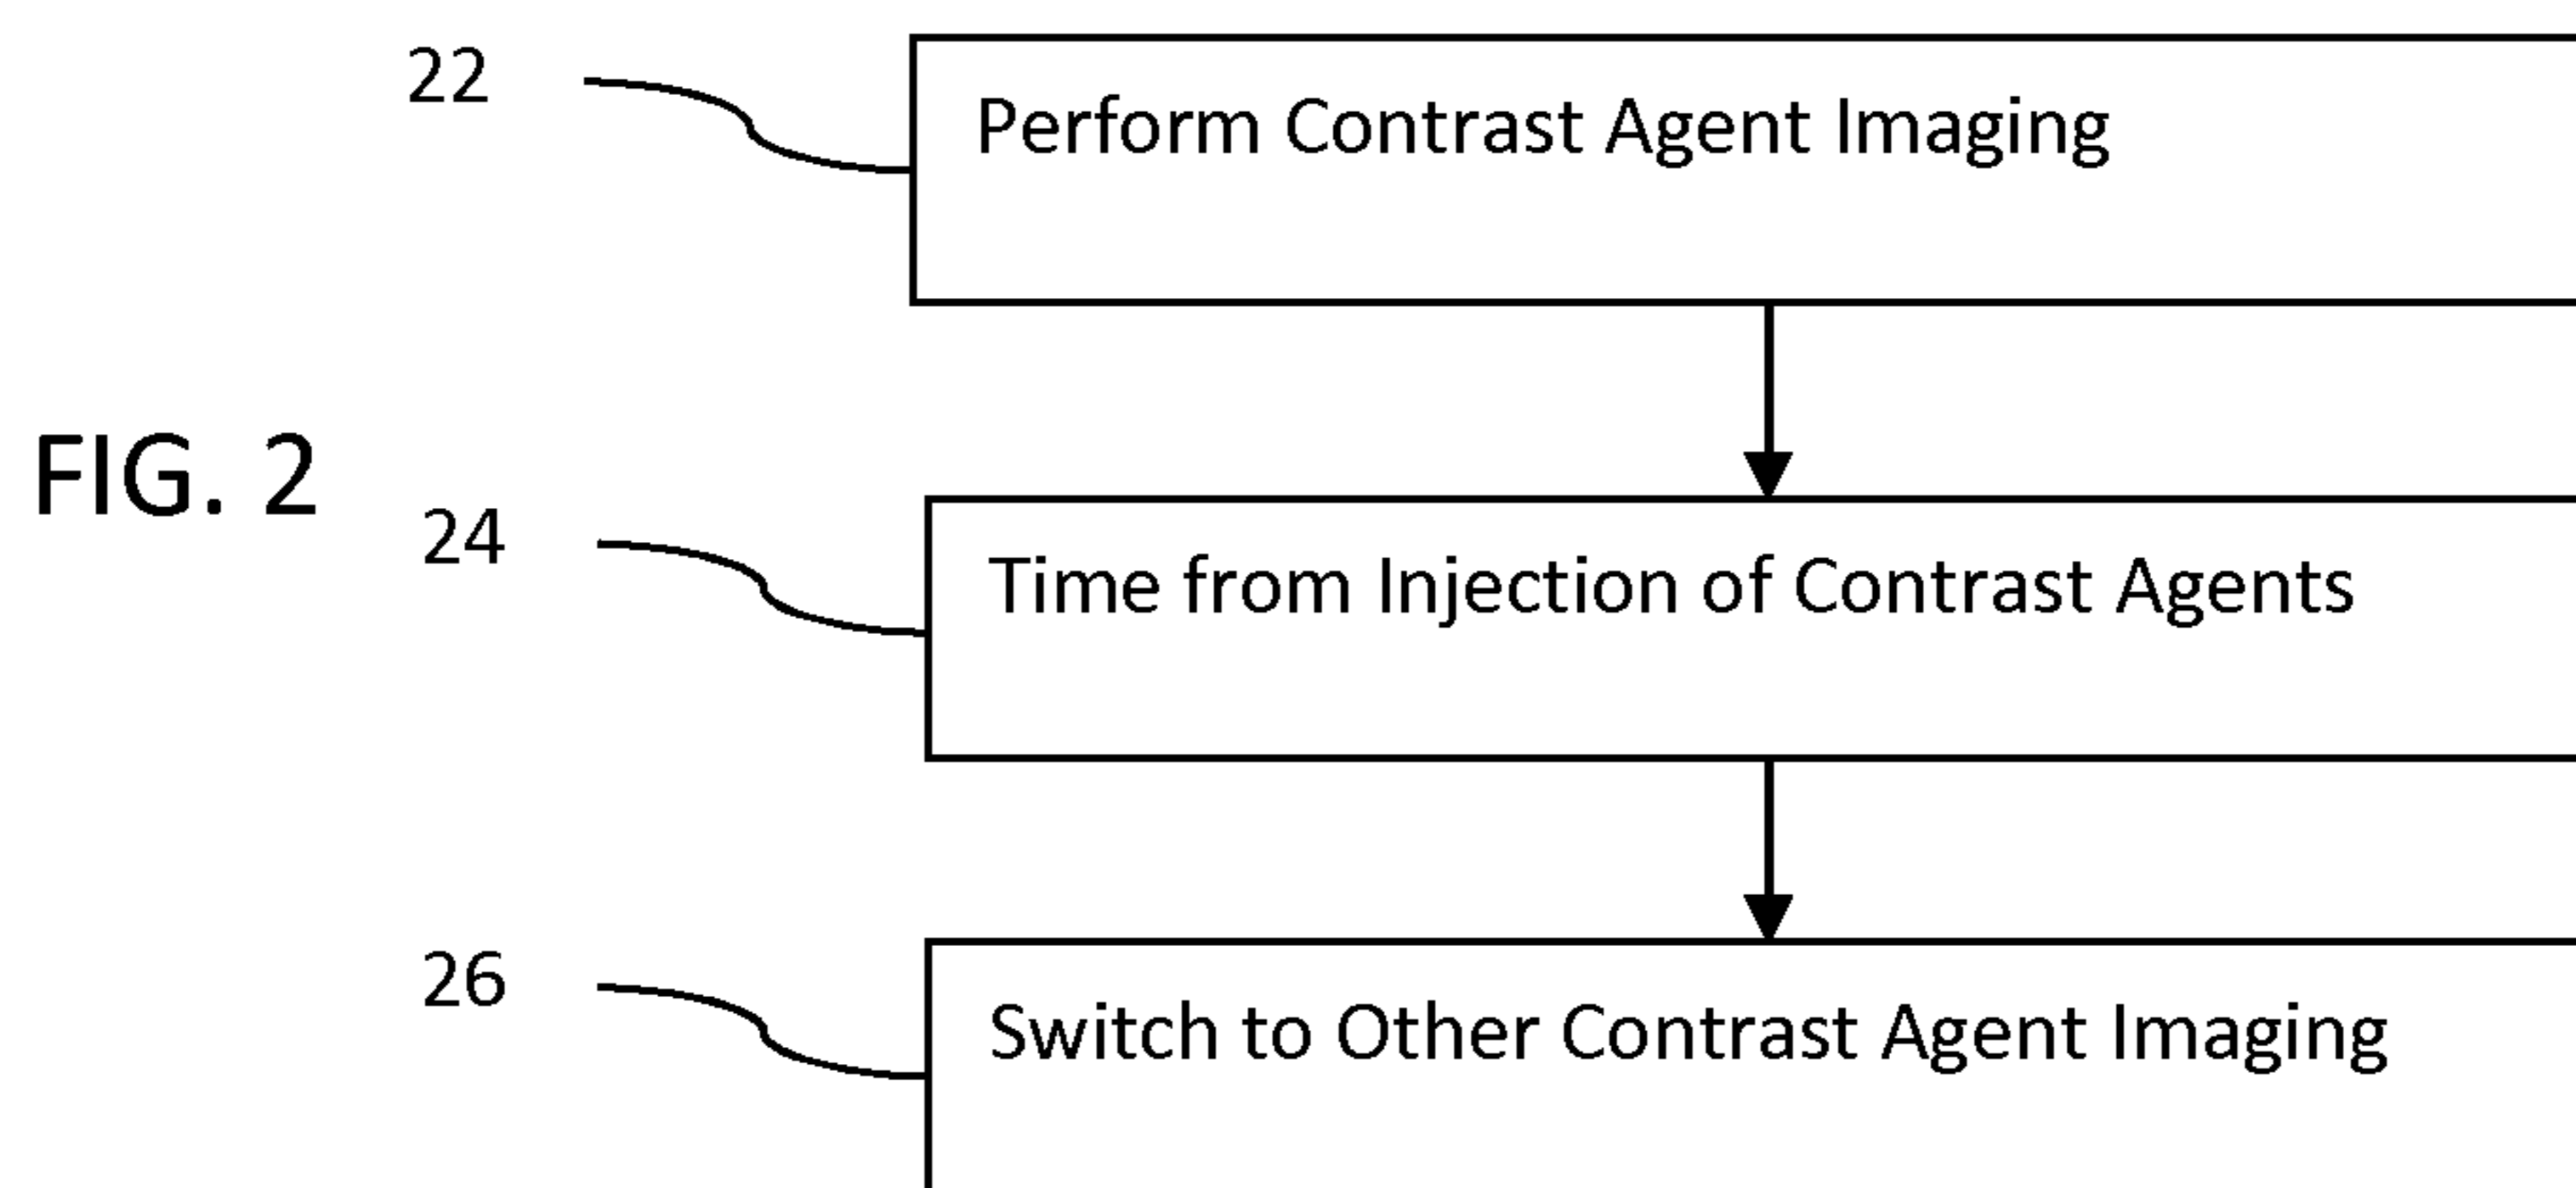 22
Perform Contrast Agent Imaging
FIG. 2
24
Time from Injection of Contrast Agents
26
Switch to Other Contrast Agent Imaging